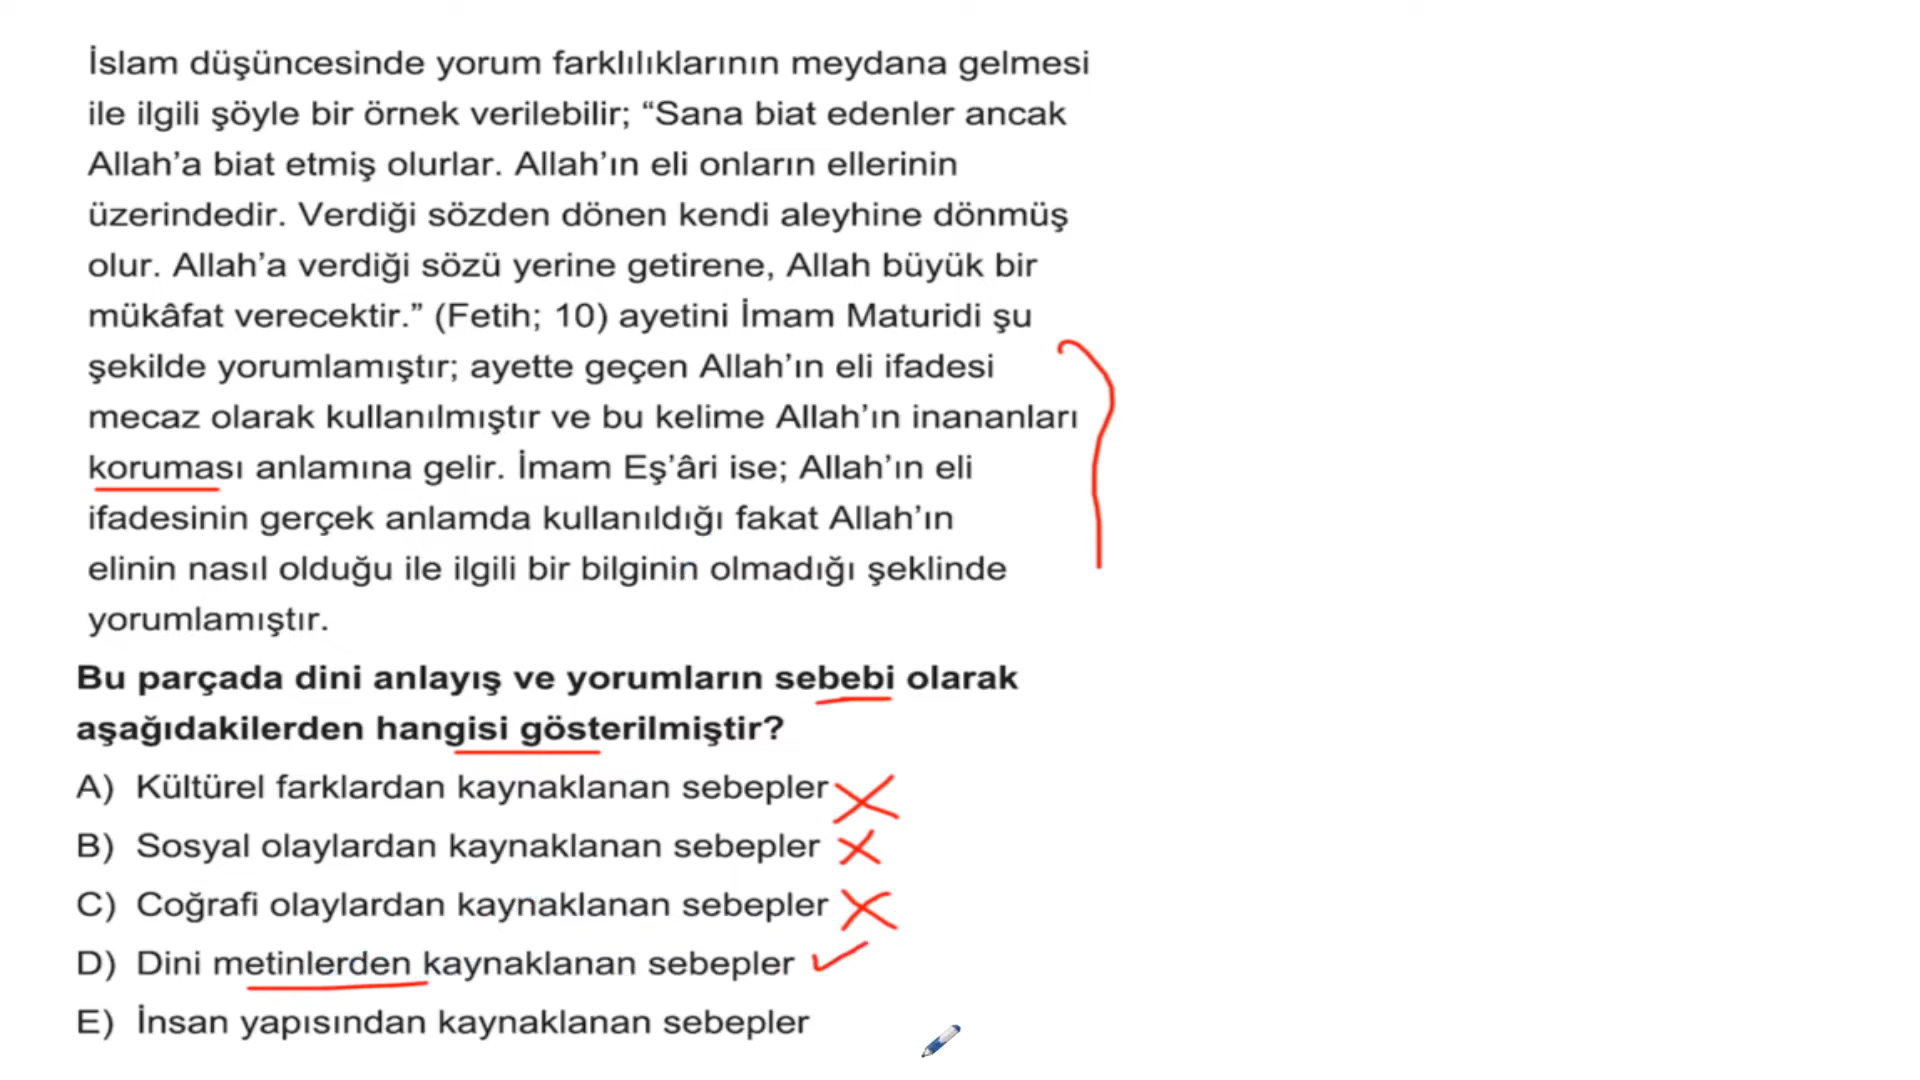 İslam düşüncesinde yorum farklılıklarının meydana gelmesi
ile ilgili şöyle bir örnek verilebilir; “Sana biat edenler ancak
Allah’a biat etmiş olurlar. Allah’ın eli onların ellerinin
üzerindedir. Verdiği sözden dönen kendi aleyhine dönmüş
olur. Allah’a verdiği sözü yerine getirene, Allah büyük bir
mükâfat verecektir.” (Fetih; 10) ayetini İmam Maturidi şu
şekilde yorumlamıştır; ayette geçen Allah’ın eli ifadesi
mecaz olarak kullanılmıştır ve bu kelime Allah’ın inananları
koruması anlamına gelir. İmam Eş’âri ise; Allah’ın eli
ifadesinin gerçek anlamda kullanıldığı fakat Allah’ın
elinin nasıl olduğu ile ilgili bir bilginin olmadığı şeklinde
yorumlamıştır.
Bu parçada dini anlayış ve yorumların sebebi olarak
aşağıdakilerden hangisi gösterilmiştir?
A) Kültürel farklardan kaynaklanan sebepler
B) Sosyal olaylardan kaynaklanan sebepler
C) Coğrafi olaylardan kaynaklanan sebepler
D) Dini metinlerden kaynaklanan sebepler
E) İnsan yapısından kaynaklanan sebepler